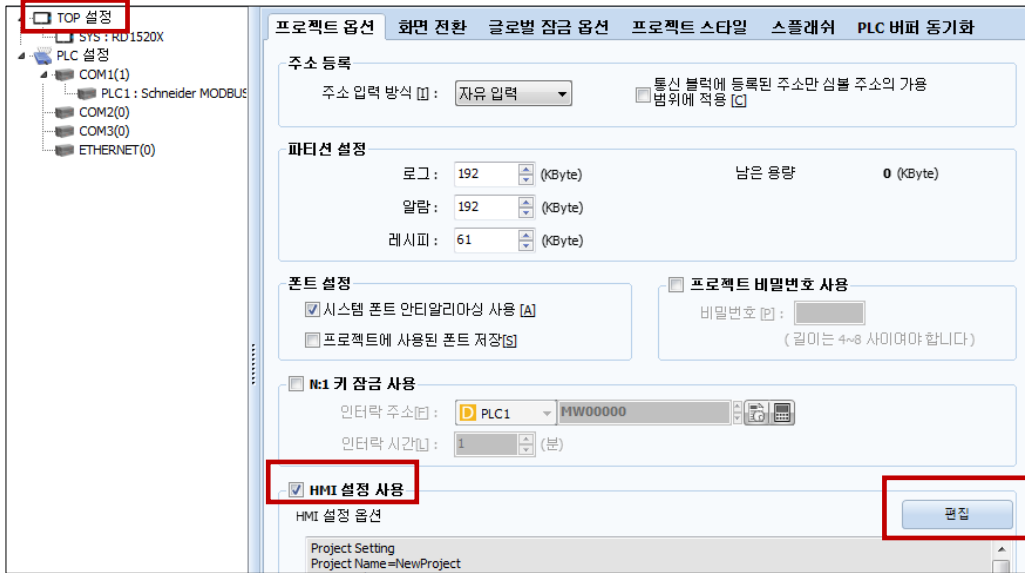 TOP 설정
SYS : RD1520X
PLC 설정
COM1(1)
PLC1 : Schneider MODBUS
COM2(0)
COM3(0)
ETHERNET(0)
프로젝트 옵션 화면 전환 글로벌 잠금 옵션 프로젝트 스타일 스플래쉬 PLC 버퍼 동기화
주소 등록
주소 입력 방식 [I] : 자유 입력
통신 블럭에 등록된 주소만 심볼 주소의 가용
범위에 적용 [C]
파티션 설정
로그 : 192 (KByte) 남은 용량 0 (KByte)
알람 : 192 (KByte)
레시피 : 61 (KByte)
폰트 설정
시스템 폰트 안티알리아싱 사용 [A]
프로젝트에 사용된 폰트 저장[S]
프로젝트 비밀번호 사용
비밀번호 [P] :
( 길이는 4~8 사이여야 합니다 )
N:1 키 잠금 사용
인터락 주소[F] : D PLC1 MW00000
인터락 시간[L] : 1 (분)
HMI 설정 사용
편집
HMI 설정 옵션
Project Setting
Project Name=NewProject